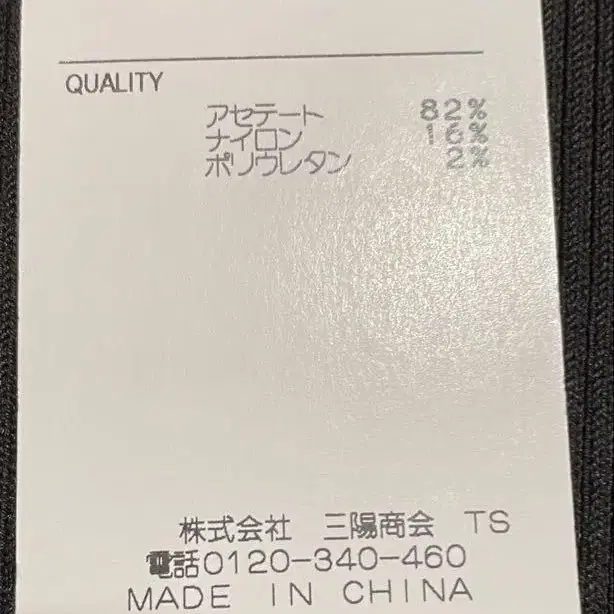 QUALITY
アセテート 82%
ナイロン 16%
ポリウレタン 2%
株式会社 三陽商会 TS
電話0120-340-460
MADE IN CHINA